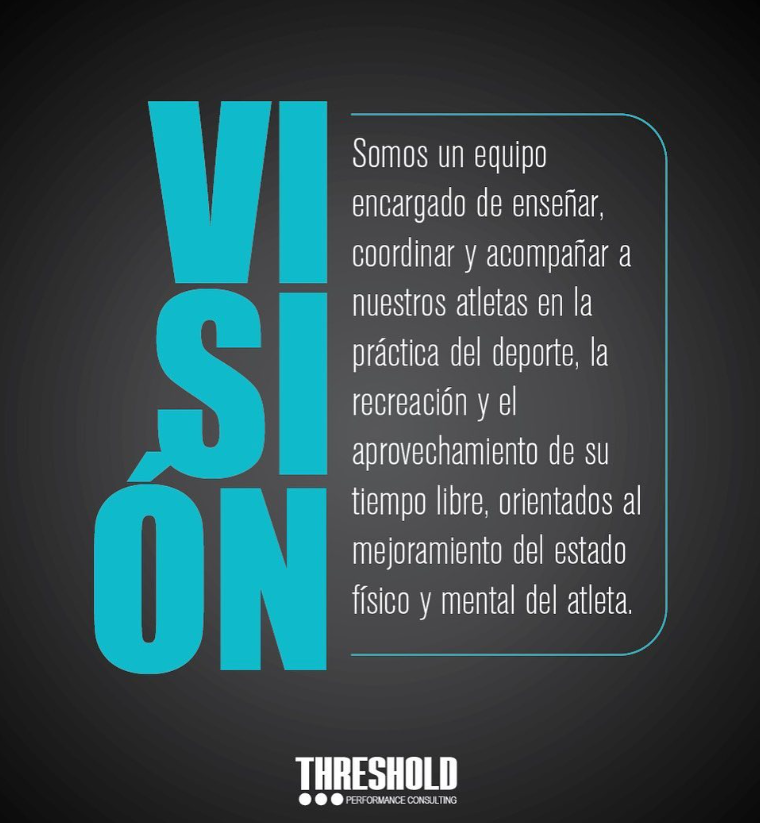 VI
SI
ÓN
Somos un equipo
encargado de enseñar,
coordinar y acompañar a
nuestros atletas en la
práctica del deporte, la
recreación y el
aprovechamiento de su
tiempo libre, orientados al
mejoramiento del estado
físico y mental del atleta.
THRESHOLD
PERFORMANCE CONSULTING